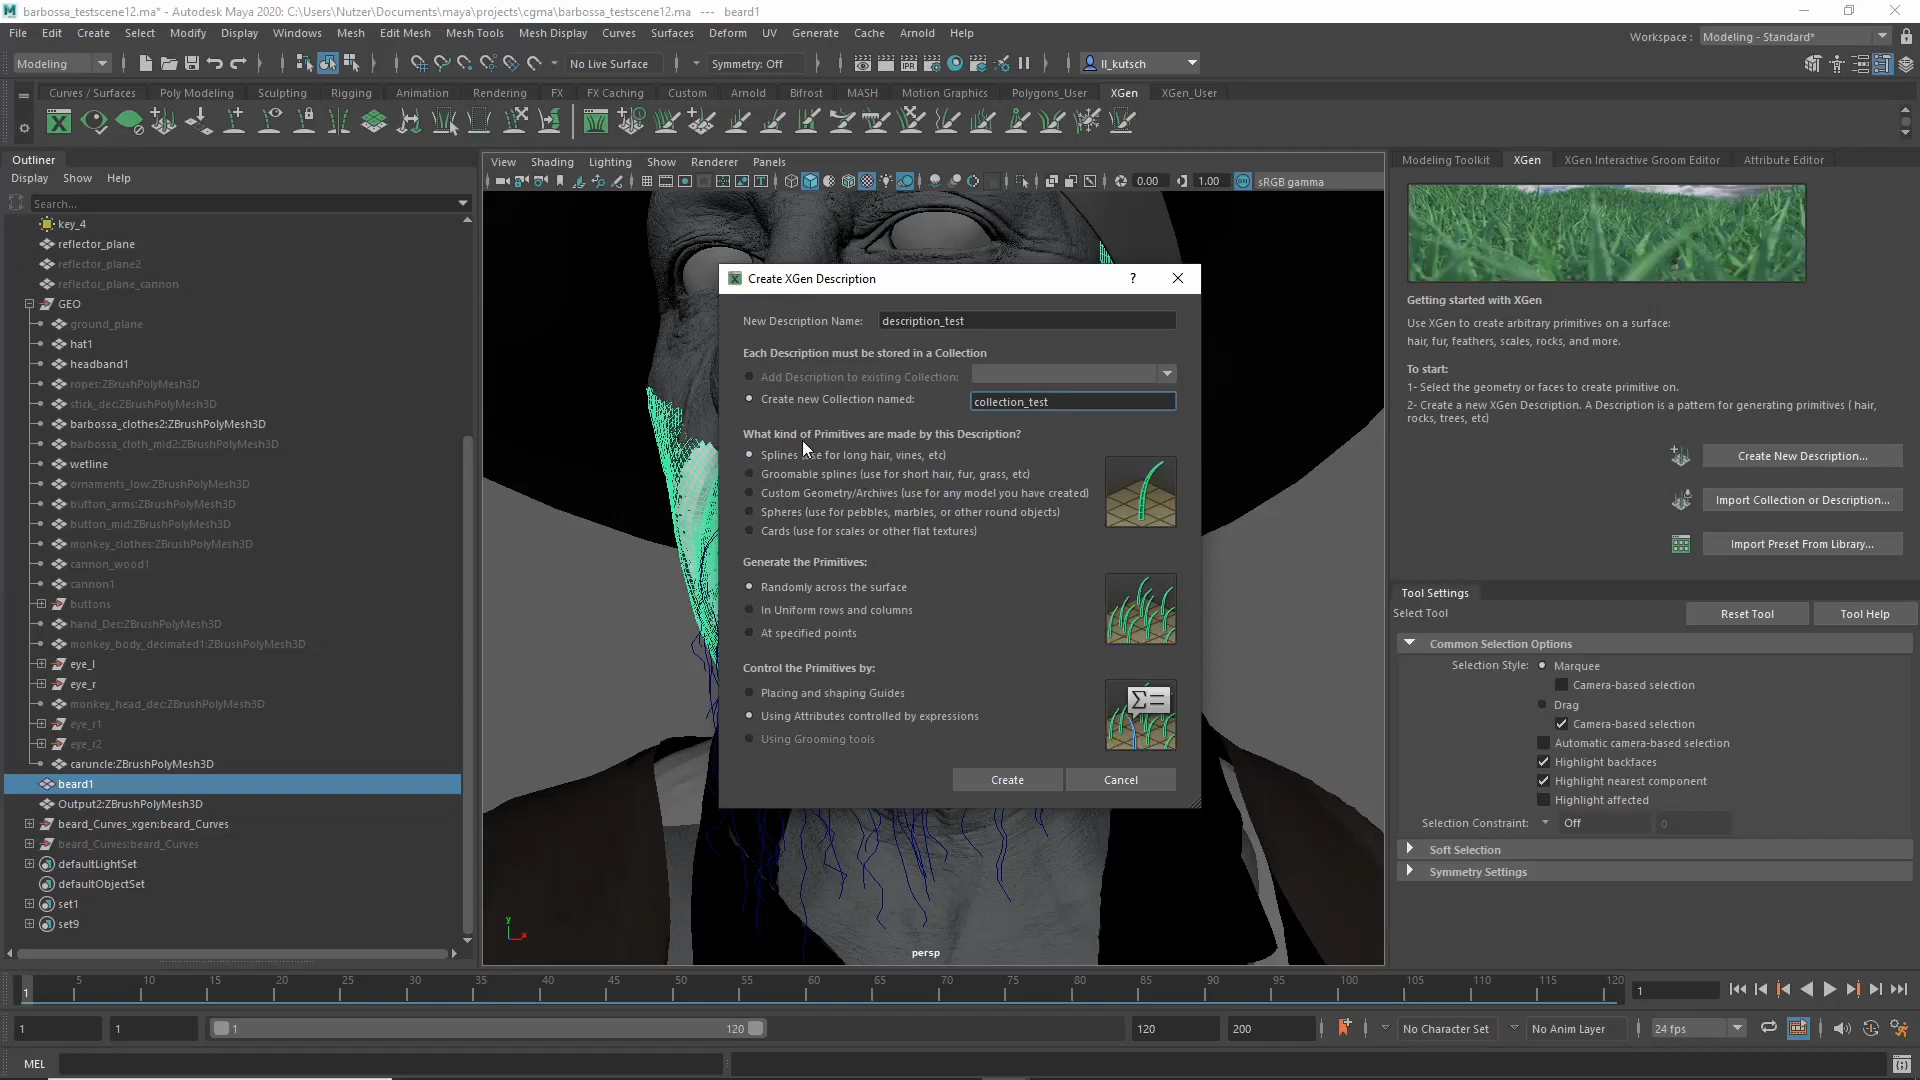 barbossa_testscene12.ma* - Autodesk Maya 2020: C:\Users\Nutzer\Documents\maya\projects\cgma\barbossa_testscene12.ma   ---   beard1
File Edit Create Select Modify Display Windows Mesh Edit Mesh Mesh Tools Mesh Display Curves Surfaces Deform UV Generate Cache Arnold Help
Workspace : Modeling - Standard*
Modeling No Live Surface Symmetry: Off ll_kutsch
Curves / Surfaces Poly Modeling Sculpting Rigging Animation Rendering FX FX Caching Custom Arnold Bifrost MASH Motion Graphics Polygons_User XGen XGen_User
IPR
Outliner
Display Show Help
Search...
key_4
reflector_plane
reflector_plane2
reflector_plane_cannon
GEO
ground_plane
hat1
headband1
ropes:ZBrushPolyMesh3D
stick_dec:ZBrushPolyMesh3D
barbossa_clothes2:ZBrushPolyMesh3D
barbossa_cloth_mid2:ZBrushPolyMesh3D
wetline
ornaments_low:ZBrushPolyMesh3D
button_arms:ZBrushPolyMesh3D
button_mid:ZBrushPolyMesh3D
monkey_clothes:ZBrushPolyMesh3D
cannon_wood1
cannon1
buttons
hand_Dec:ZBrushPolyMesh3D
monkey_body_decimated1:ZBrushPolyMesh3D
eye_l
eye_r
monkey_head_dec:ZBrushPolyMesh3D
eye_r1
eye_r2
caruncle:ZBrushPolyMesh3D
beard1
Output2:ZBrushPolyMesh3D
beard_Curves_xgen:beard_Curves
beard_Curves:beard_Curves
defaultLightSet
defaultObjectSet
set1
set9
View Shading Lighting Show Renderer Panels
0.00 1.00 sRGB gamma
Create XGen Description ?
New Description Name: description_test
Each Description must be stored in a Collection
Add Description to existing Collection:
Create new Collection named: collection_test
What kind of Primitives are made by this Description?
Splines (use for long hair, vines, etc)
Groomable splines (use for short hair, fur, grass, etc)
Custom Geometry/Archives (use for any model you have created)
Spheres (use for pebbles, marbles, or other round objects)
Cards (use for scales or other flat textures)
Generate the Primitives:
Randomly across the surface
In Uniform rows and columns
At specified points
Control the Primitives by:
Placing and shaping Guides
Using Attributes controlled by expressions
Using Grooming tools
Σ=
Create Cancel
y
x
persp
Modeling Toolkit XGen XGen Interactive Groom Editor Attribute Editor
Getting started with XGen
Use XGen to create arbitrary primitives on a surface:
hair, fur, feathers, scales, rocks, and more.
To start:
1- Select the geometry or faces to create primitive on.
2- Create a new XGen Description. A Description is a pattern for generating primitives ( hair,
rocks, trees, etc)
Create New Description...
Import Collection or Description...
Import Preset From Library...
Tool Settings
Select Tool Reset Tool Tool Help
Common Selection Options
Selection Style: Marquee
Camera-based selection
Drag
Camera-based selection
Automatic camera-based selection
Highlight backfaces
Highlight nearest component
Highlight affected
Selection Constraint: Off 0
Soft Selection
Symmetry Settings
1 5 10 15 20 25 30 35 40 45 50 55 60 65 70 75 80 85 90 95 100 105 110 115 120 1
1 1 1 120 120 200 No Character Set No Anim Layer 24 fps
MEL